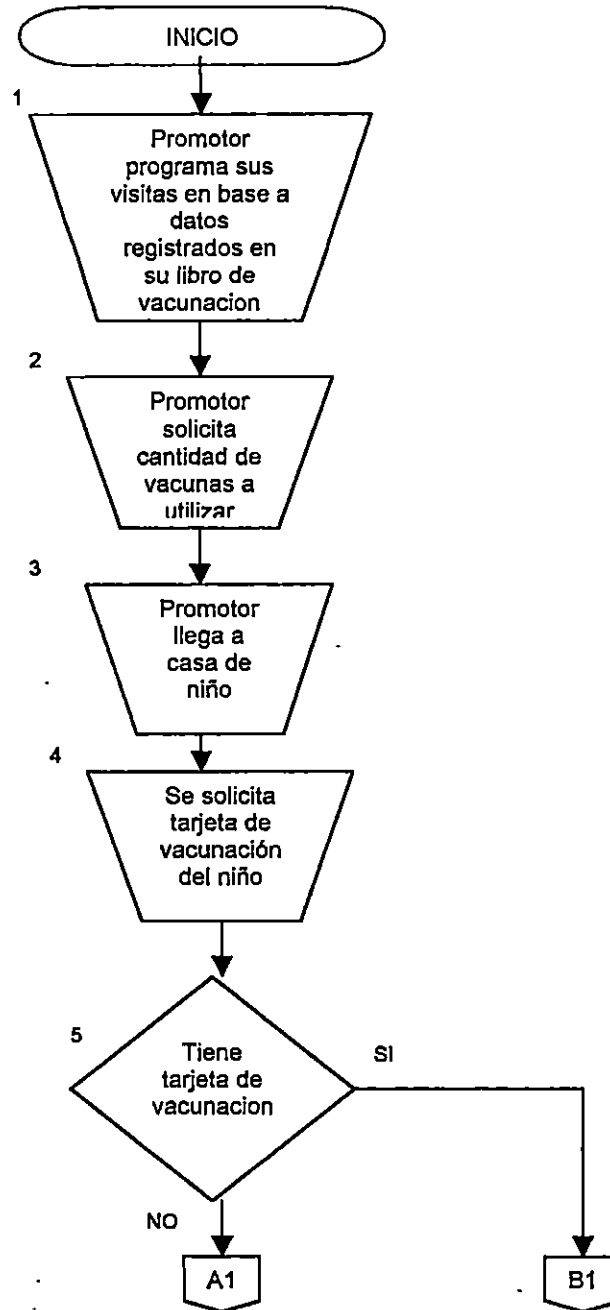 INICIO
1
Promotor
programa sus
visitas en base a
datos
registrados en
su libro de
vacunacion
2
Promotor
solicita
cantidad de
vacunas a
utilizar
3
Promotor
llega a
casa de
niño
4
Se solicita
tarjeta de
vacunación
del niño
5
Tiene
tarjeta de
vacunacion
SI
NO
A1
B1